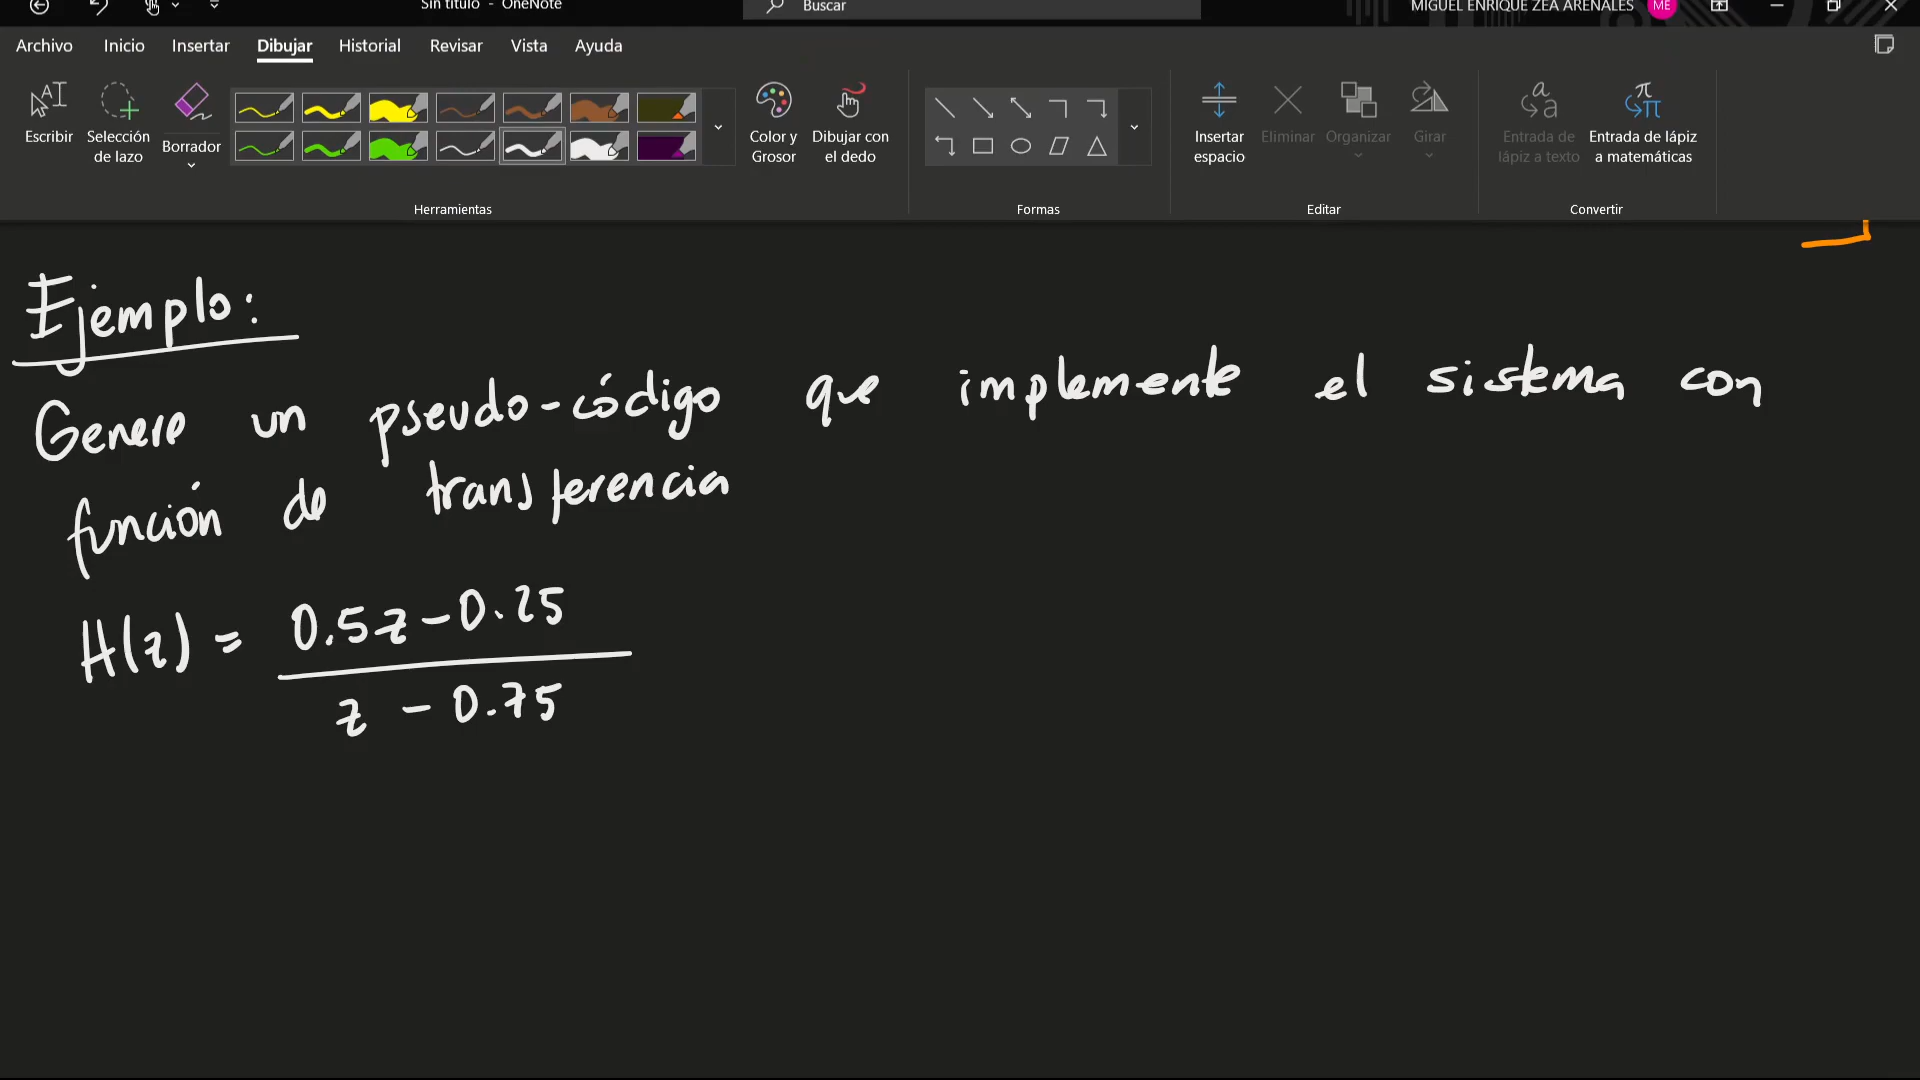 Sin título - OneNote
Buscar
MIGUEL ENRIQUE ZEA ARENALES ME
Archivo Inicio Insertar Dibujar Historial Revisar Vista Ayuda
Escribir
Selección de lazo
Borrador
Color y Grosor
Dibujar con el dedo
Insertar espacio
Eliminar
Organizar
Girar
Entrada de lápiz a texto
Entrada de lápiz a matemáticas
Herramientas Formas Editar Convertir
Ejemplo:
Genere un pseudo-código que implemente el sistema con
función de transferencia
H(z) = 0.5z - 0.25
z - 0.75